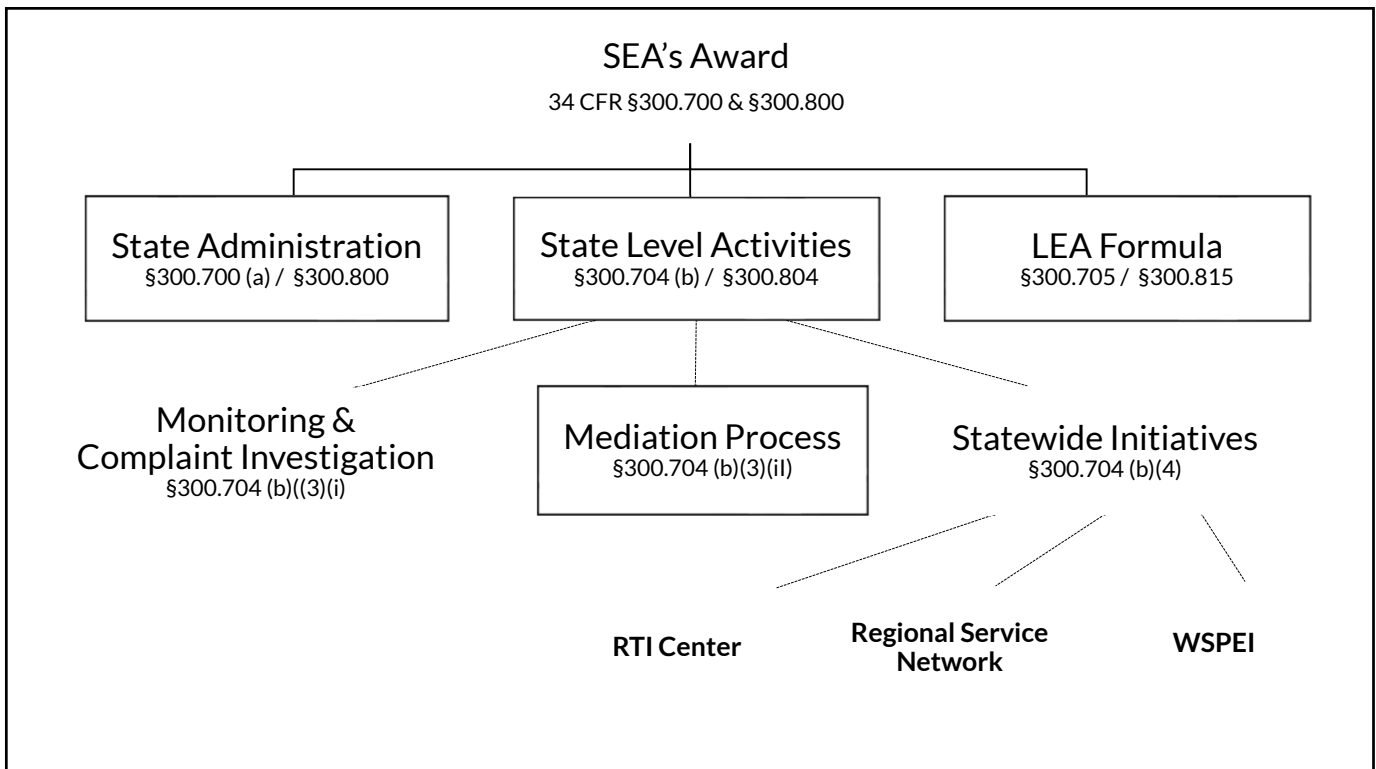 SEA’s Award
34 CFR §300.700 & §300.800
State Administration
§300.700 (a) / §300.800
State Level Activities
§300.704 (b) / §300.804
LEA Formula
§300.705 / §300.815
Monitoring &
Complaint Investigation
§300.704 (b)((3)(i)
Mediation Process
§300.704 (b)(3)(iI)
Statewide Initiatives
§300.704 (b)(4)
RTI Center
Regional Service
Network
WSPEI